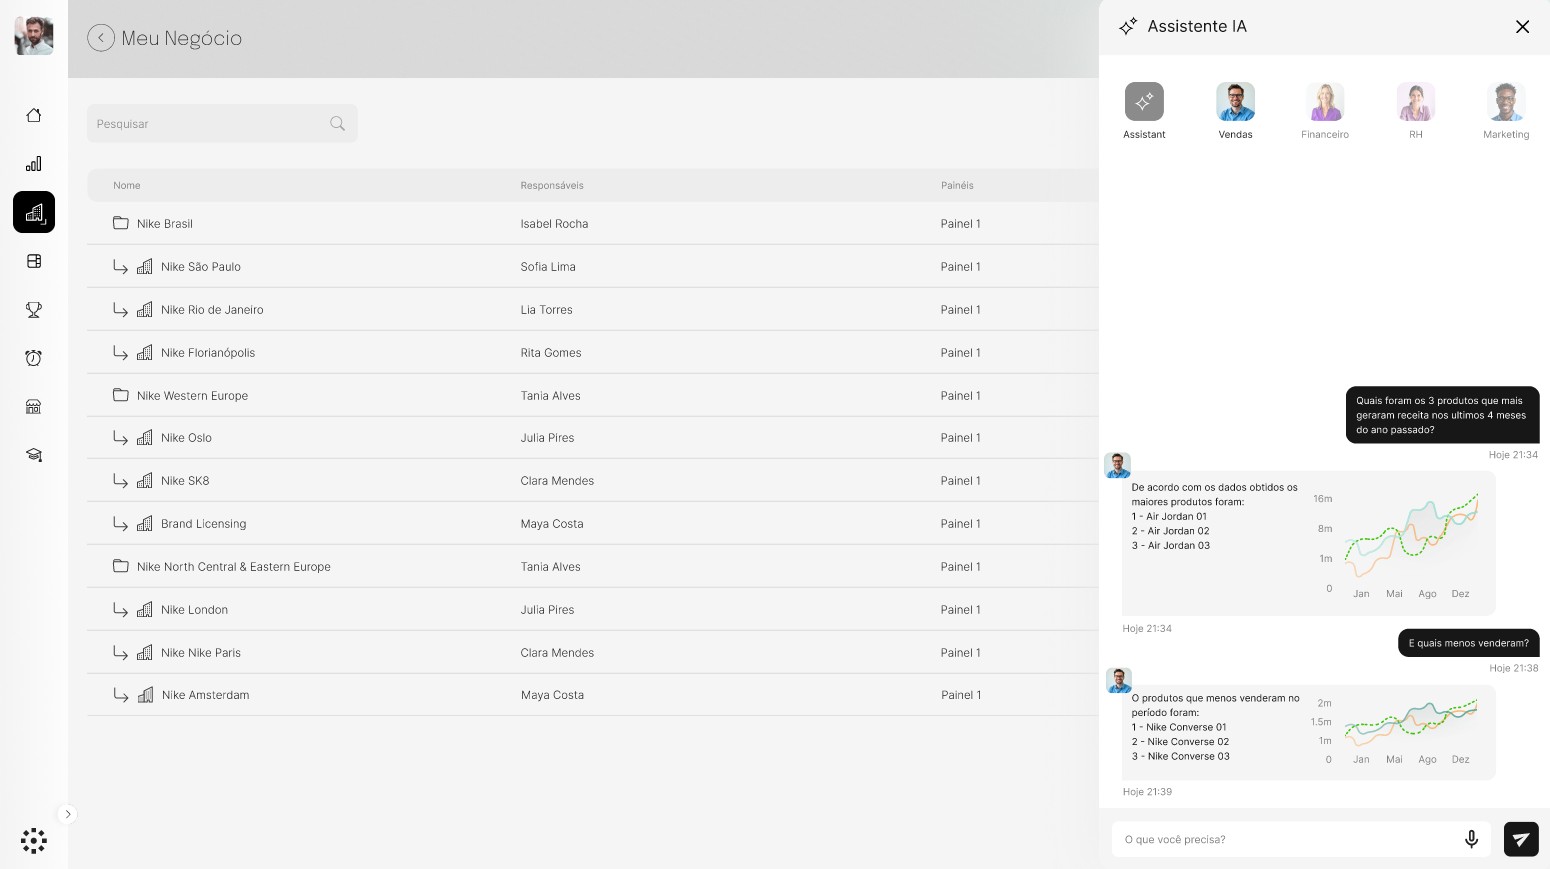 Meu Negócio
Pesquisar
Nome Responsáveis Painéis
Nike Brasil Isabel Rocha Painel 1
Nike São Paulo Sofia Lima Painel 1
Nike Rio de Janeiro Lia Torres Painel 1
Nike Florianópolis Rita Gomes Painel 1
Nike Western Europe Tania Alves Painel 1
Nike Oslo Julia Pires Painel 1
Nike SK8 Clara Mendes Painel 1
Brand Licensing Maya Costa Painel 1
Nike North Central & Eastern Europe Tania Alves Painel 1
Nike London Julia Pires Painel 1
Nike Nike Paris Clara Mendes Painel 1
Nike Amsterdam Maya Costa Painel 1
Assistente IA
Assistant Vendas Financeiro RH Marketing
Quais foram os 3 produtos que mais
geraram receita nos ultimos 4 meses
do ano passado?
Hoje 21:34
De acordo com os dados obtidos os
maiores produtos foram:
1 - Air Jordan 01
2 - Air Jordan 02
3 - Air Jordan 03
16m
8m
1m
0
Jan Mai Ago Dez
Hoje 21:34
E quais menos venderam?
Hoje 21:38
O produtos que menos venderam no
período foram:
1 - Nike Converse 01
2 - Nike Converse 02
3 - Nike Converse 03
2m
1.5m
1m
0
Jan Mai Ago Dez
Hoje 21:39
O que você precisa?